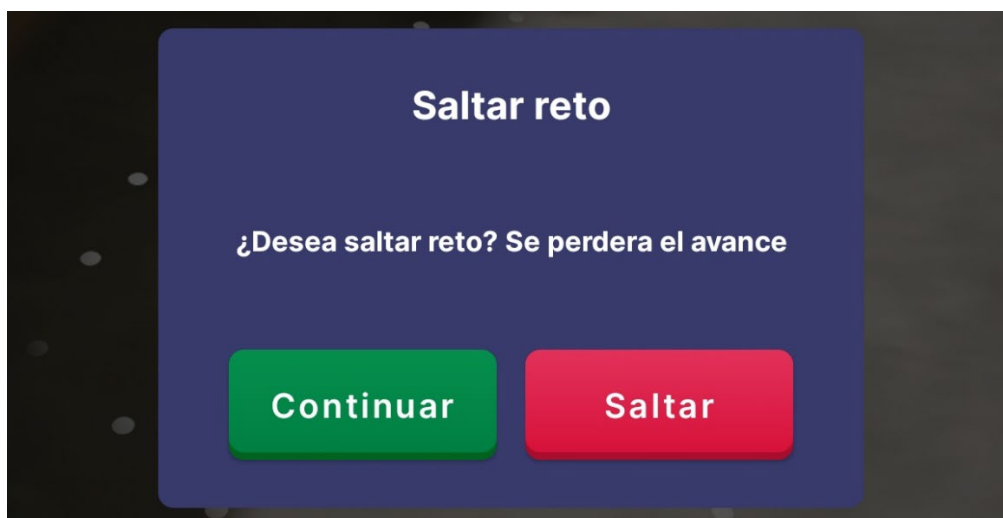 Saltar reto
¿Desea saltar reto? Se perdera el avance
Continuar
Saltar